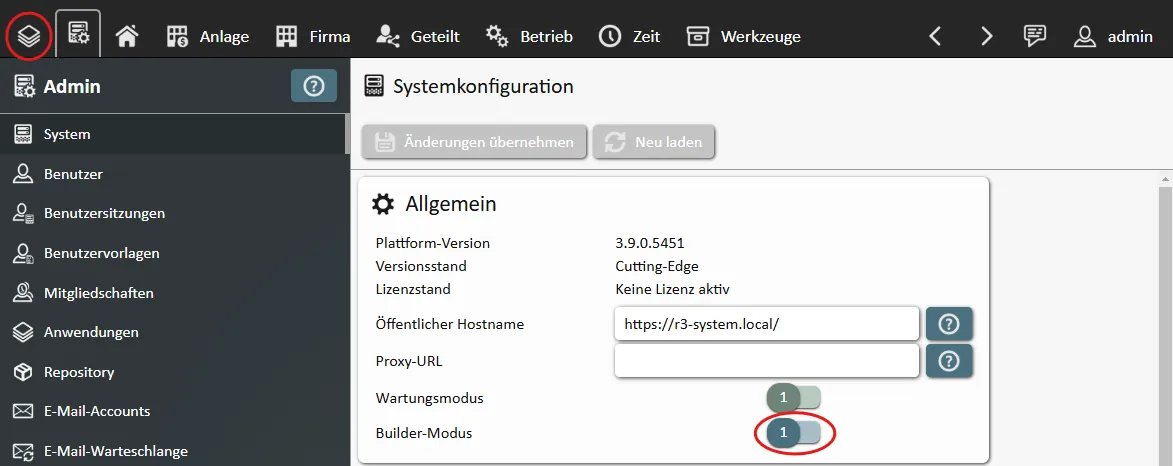 Anlage Firma Geteilt Betrieb Zeit Werkzeuge admin
Admin
System
Benutzer
Benutzersitzungen
Benutzervorlagen
Mitgliedschaften
Anwendungen
Repository
E-Mail-Accounts
E-Mail-Warteschlange
Systemkonfiguration
Änderungen übernehmen Neu laden
Allgemein
Plattform-Version 3.9.0.5451
Versionsstand Cutting-Edge
Lizenzstand Keine Lizenz aktiv
Öffentlicher Hostname https://r3-system.local/
Proxy-URL
Wartungsmodus 1
Builder-Modus 1